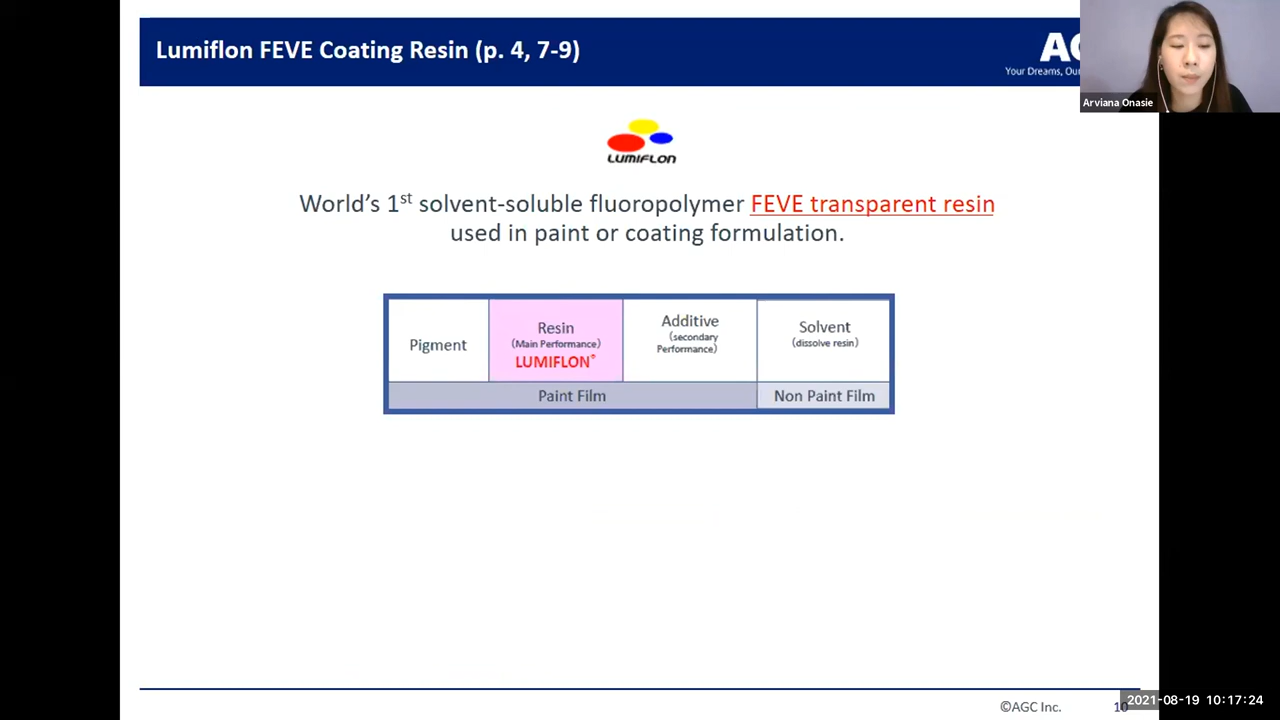 Lumiflon FEVE Coating Resin (p. 4, 7-9)
Your Dreams, Our
Arviana Onasie
LUMIFLON
World's 1st solvent-soluble fluoropolymer FEVE transparent resin
used in paint or coating formulation.
Pigment
Resin
(Main Performance)
LUMIFLON®
Additive
(secondary
Performance)
Solvent
(dissolve resin)
Paint Film
Non Paint Film
©AGC Inc.
2021-08-19 10:17:24